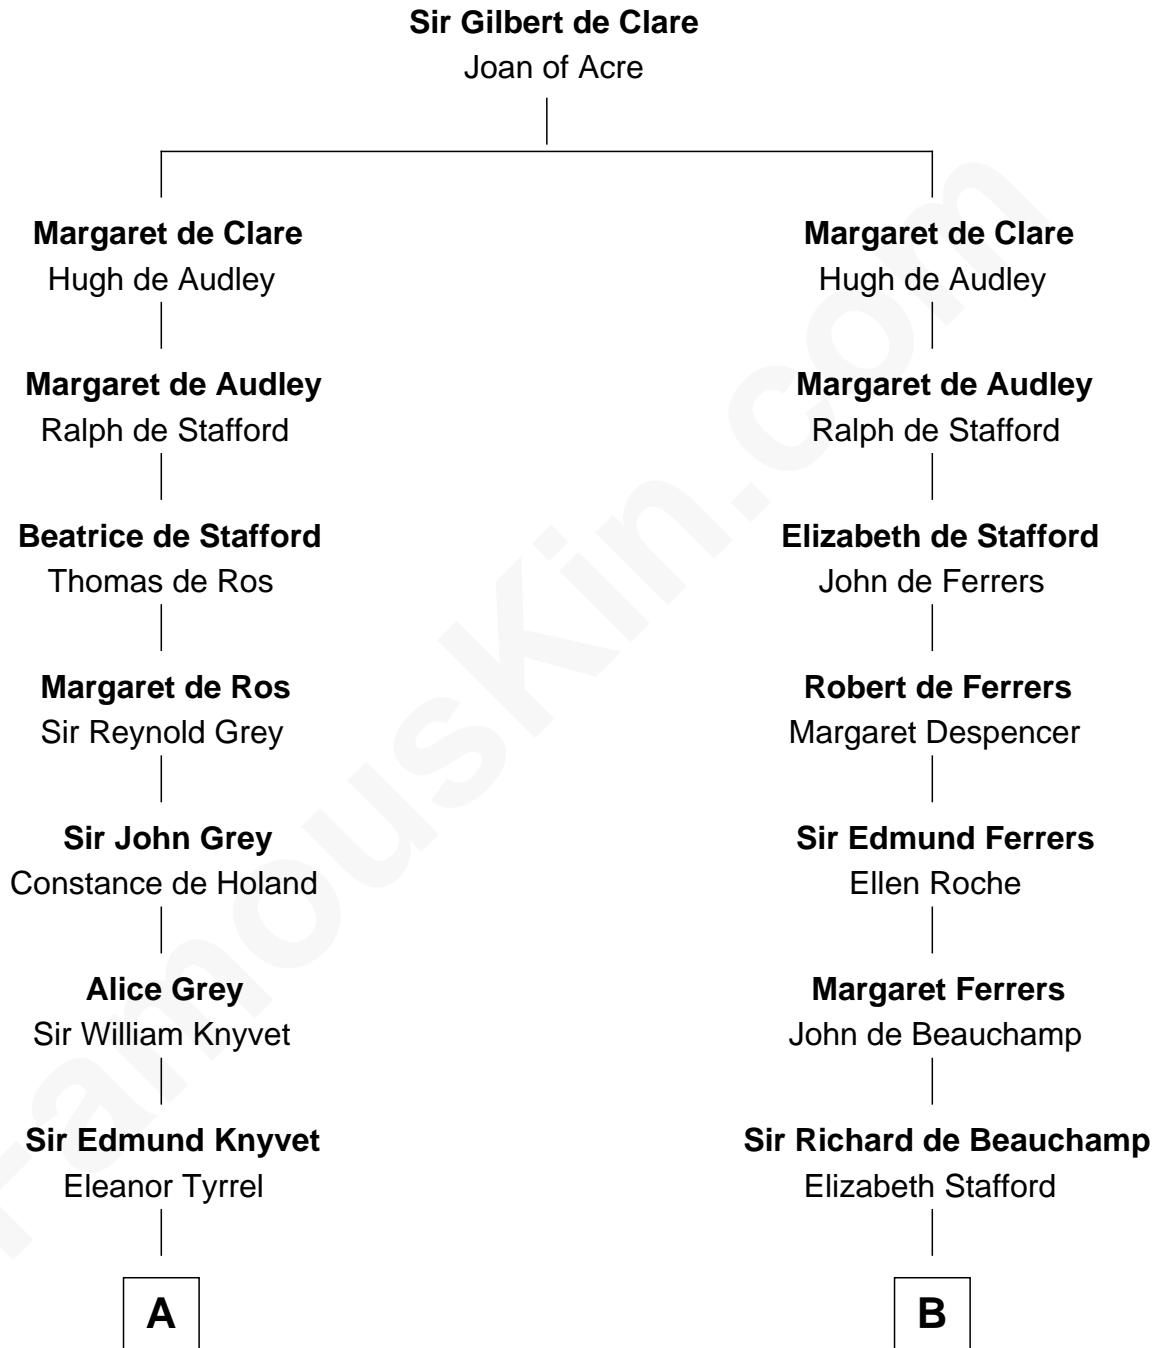 Sir Gilbert de Clare
Joan of Acre
Margaret de Clare
Hugh de Audley
Margaret de Clare
Hugh de Audley
Margaret de Audley
Ralph de Stafford
Margaret de Audley
Ralph de Stafford
Beatrice de Stafford
Thomas de Ros
Elizabeth de Stafford
John de Ferrers
Margaret de Ros
Sir Reynold Grey
Robert de Ferrers
Margaret Despencer
Sir John Grey
Constance de Holand
Sir Edmund Ferrers
Ellen Roche
Alice Grey
Sir William Knyvet
Margaret Ferrers
John de Beauchamp
Sir Edmund Knyvet
Eleanor Tyrrel
Sir Richard de Beauchamp
Elizabeth Stafford
A
B
FamousKin.com